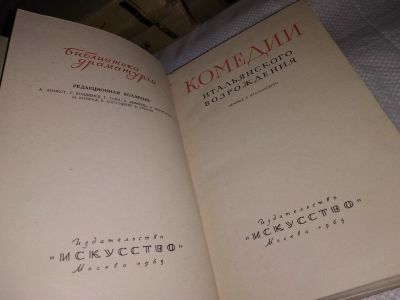 Библиотека
драматурга
РЕДАКЦИОННАЯ КОЛЛЕГИЯ:
Издательство
"ИСКУССТВО"
Москва 1965
КОМЕДИИ
ИТАЛЬЯНСКОГО
ВОЗРОЖДЕНИЯ
Издательство
"ИСКУССТВО"
Москва 1965